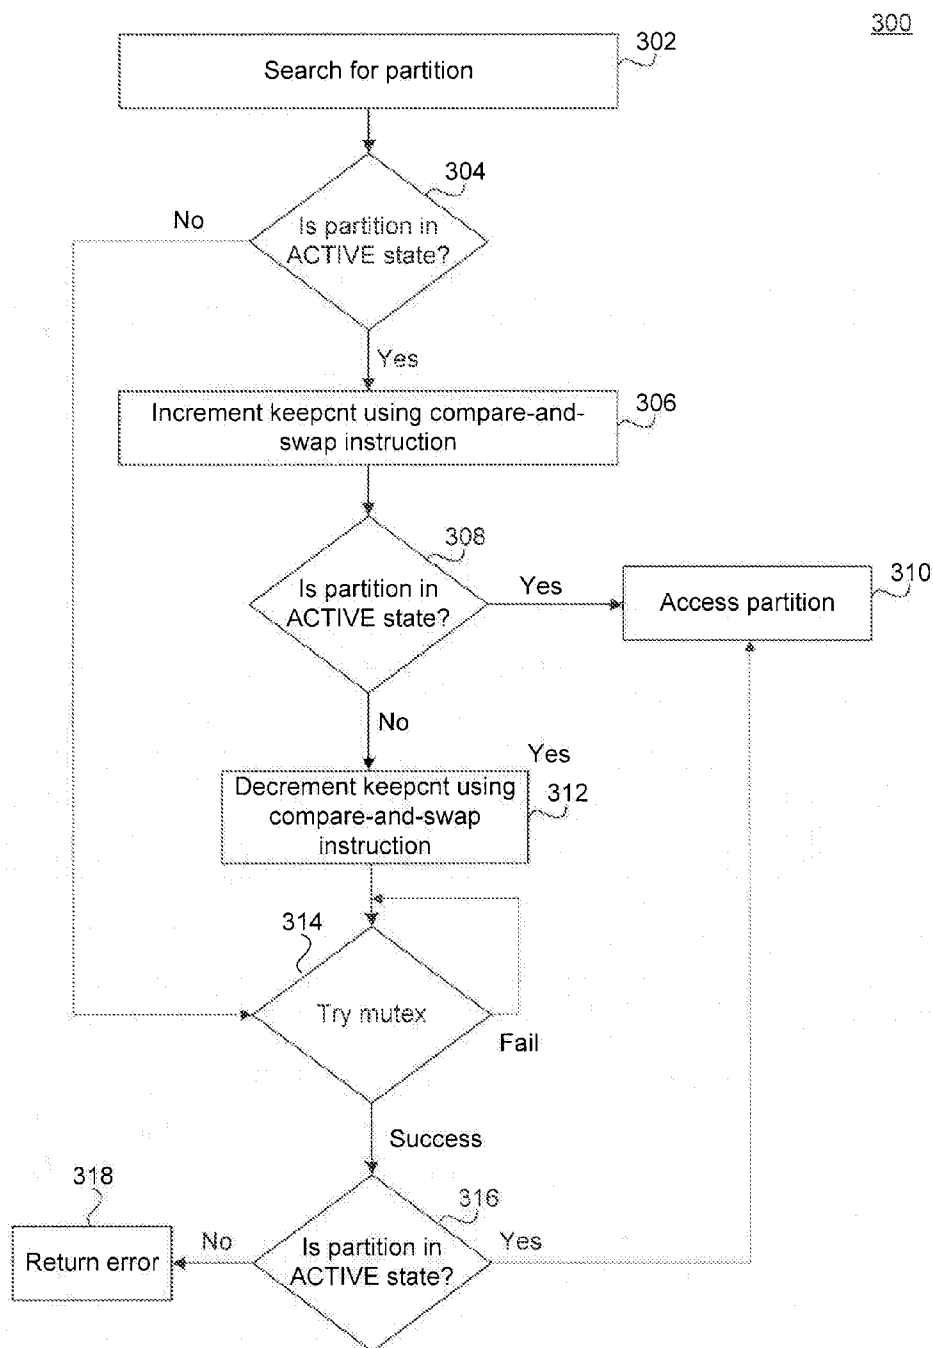 300
302
Search for partition
304
No
Is partition in
ACTIVE state?
Yes
Increment keepcnt using compare-and-
swap instruction
306
308
Is partition in
ACTIVE state?
Yes
Access partition
310
No
Yes
Decrement keepcnt using
compare-and-swap
instruction
312
314
Try mutex
Fail
Success
318
316
Return error
No
Is partition in
ACTIVE state?
Yes